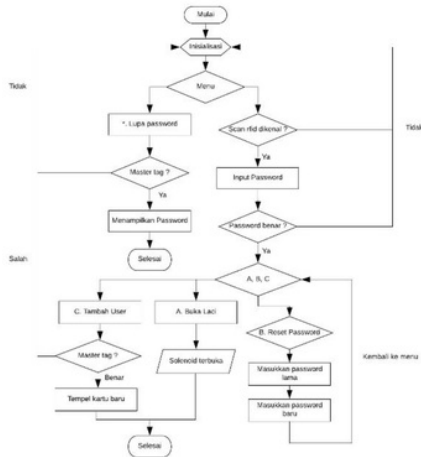 Mulai
Inisialisasi
Menu
Tidak
*. Lupa password
Scan rfid dikenal ?
Tidak
Ya
Master tag ?
Input Password
Ya
Menampilkan Password
Password benar ?
Salah
Selesai
Ya
A, B, C
C. Tambah User
A. Buka Laci
B. Reset Password
Master tag ?
Solenoid terbuka
Kembali ke menu
Masukkan password
lama
Benar
Tempel kartu baru
Masukkan password
baru
Selesai